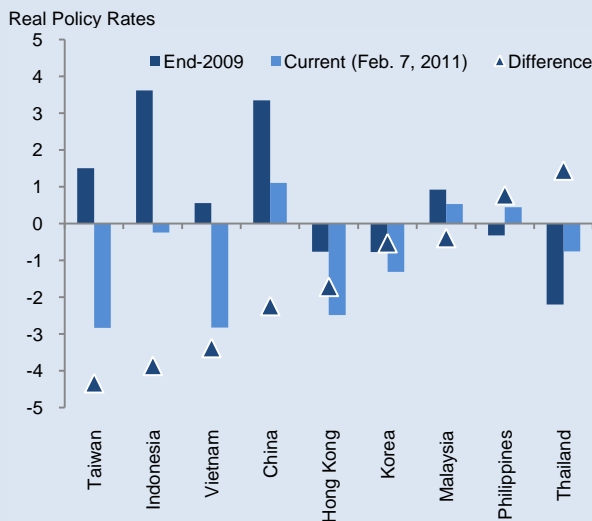 Real Policy Rates
5
End-2009 Current (Feb. 7, 2011) Difference
4
3
2
1
0
-1
-2
-3
-4
-5
Taiwan
Indonesia
Vietnam
China
Hong Kong
Korea
Malaysia
Philippines
Thailand